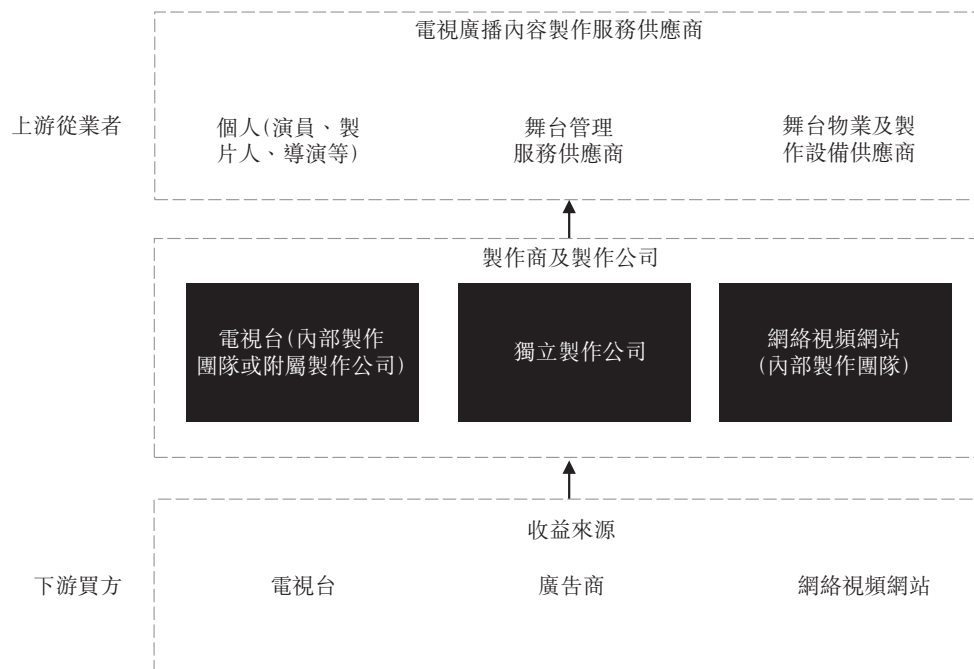 電視廣播內容製作服務供應商
上游從業者
個人(演員、製
片人、導演等)
舞台管理
服務供應商
舞台物業及製
作設備供應商
製作商及製作公司
電視台(內部製作
團隊或附屬製作公司)
獨立製作公司
網絡視頻網站
(內部製作團隊)
收益來源
下游買方
電視台
廣告商
網絡視頻網站